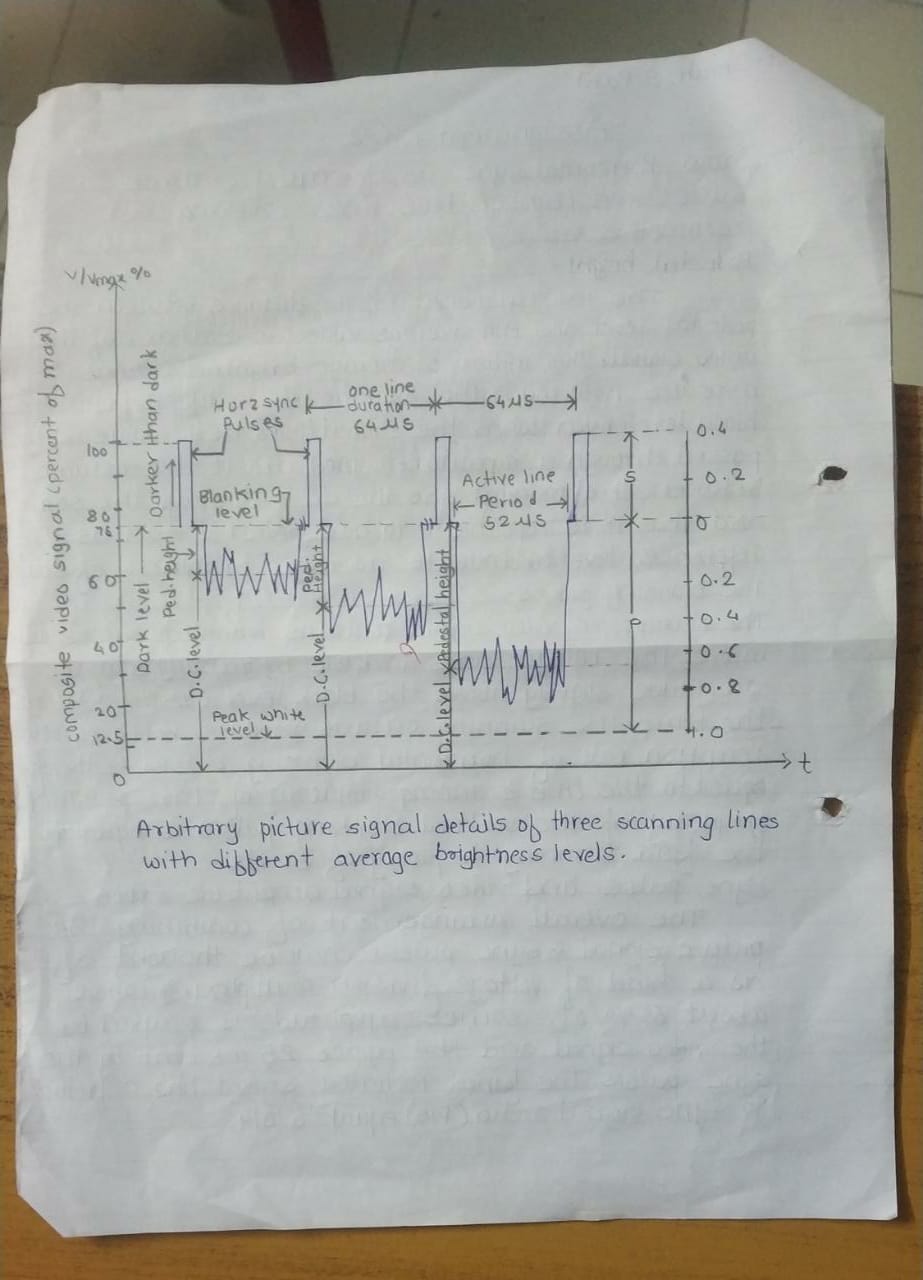 V/Vmax %
composite video signal (percent of max)
100
80
75
60
40
20
12.5
0
Darker than dark
Dark level
Ped. height
D.C. level
Horz sync
Pulses
Blanking
level
one line
duration
64 µs
64 µs
Active line
Period
52 µs
Ped.
Height
D.C. level
Pedestal height
D.C. level
Peak white
level
S
P
0.4
0.2
0
0.2
0.4
0.6
0.8
1.0
t
Arbitrary picture signal details of three scanning lines
with different average brightness levels.